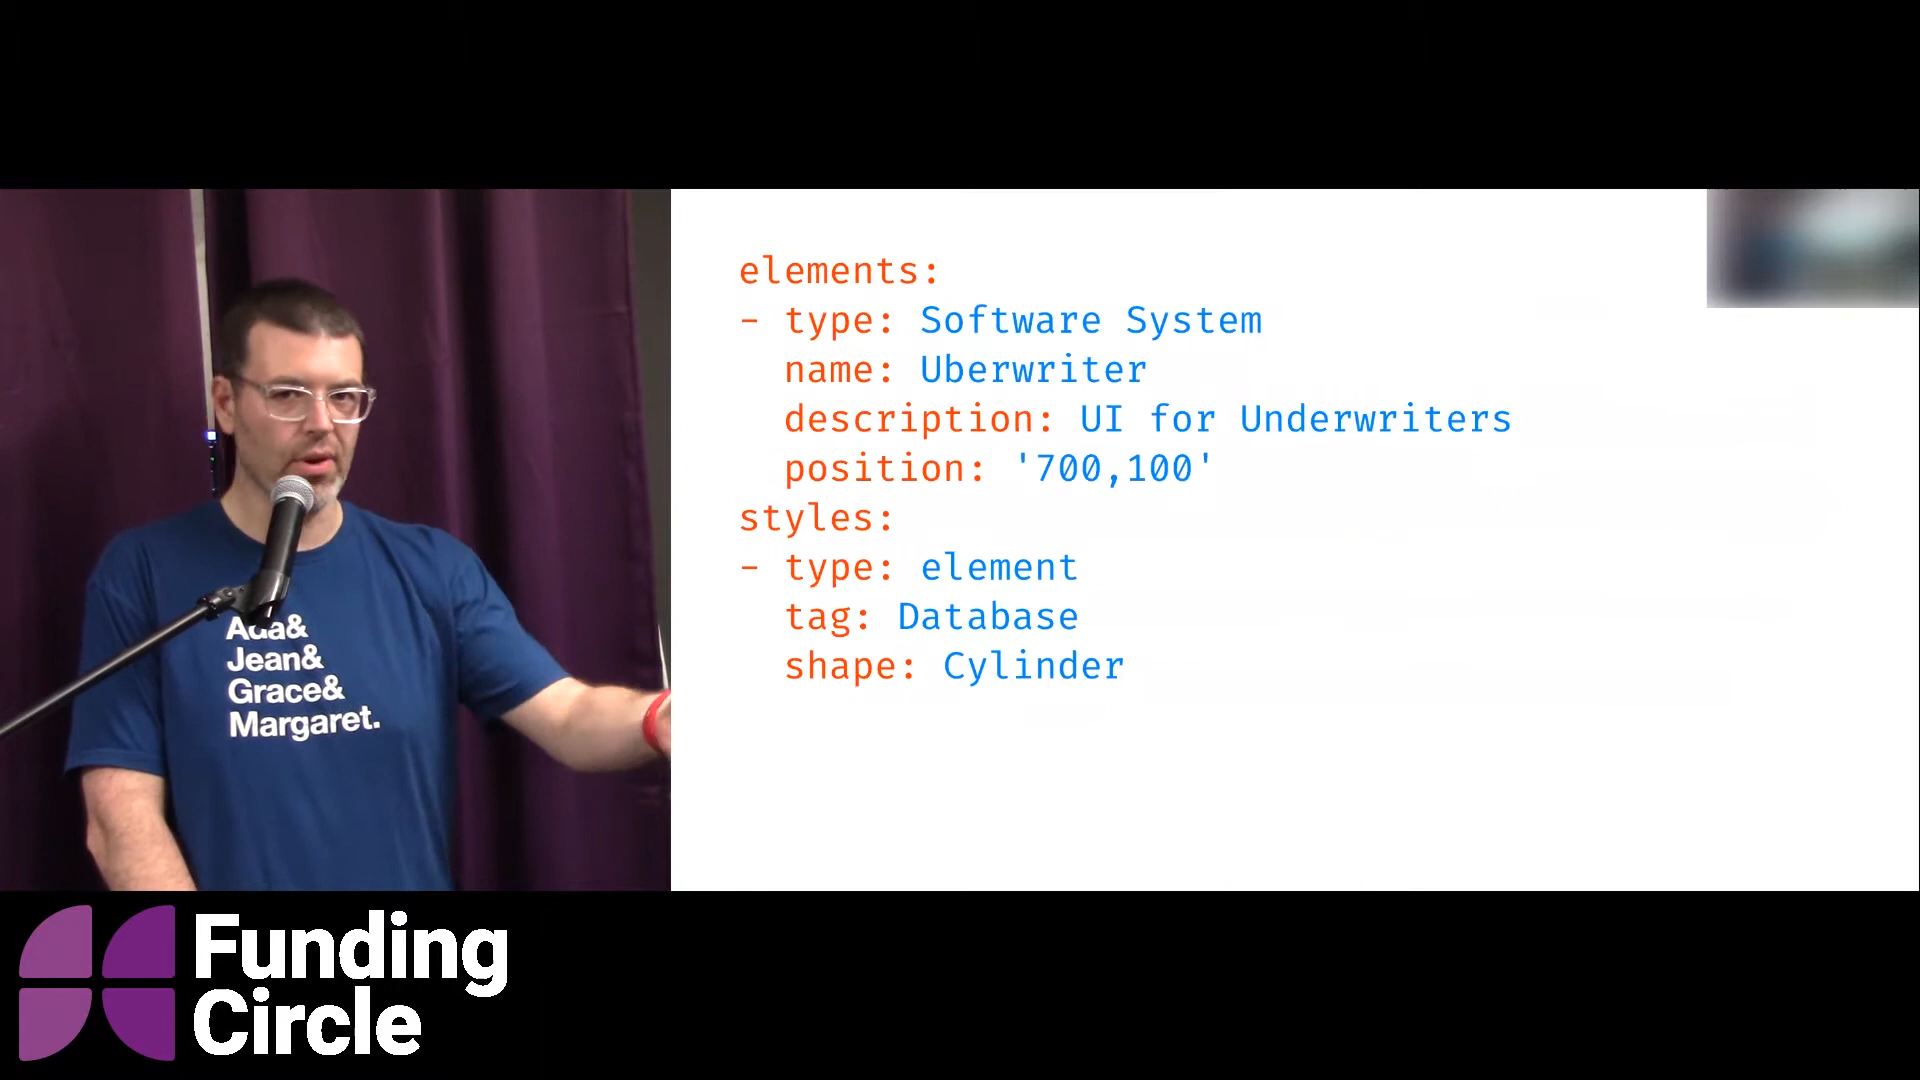 elements:
- type: Software System
name: Uberwriter
description: UI for Underwriters
position: '700,100'
styles:
- type: element
tag: Database
shape: Cylinder
Ada&
Jean&
Grace&
Margaret.
Funding
Circle